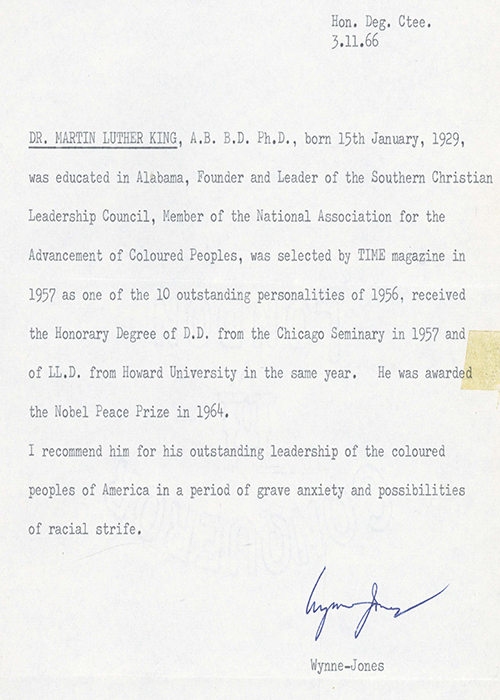 Hon. Deg. Ctee.
3.11.66
DR. MARTIN LUTHER KING, A.B. B.D. Ph.D., born 15th January, 1929,
was educated in Alabama, Founder and Leader of the Southern Christian
Leadership Council, Member of the National Association for the
Advancement of Coloured Peoples, was selected by TIME magazine in
1957 as one of the 10 outstanding personalities of 1956, received
the Honorary Degree of D.D. from the Chicago Seminary in 1957 and
of LL.D. from Howard University in the same year. He was awarded
the Nobel Peace Prize in 1964.
I recommend him for his outstanding leadership of the coloured
peoples of America in a period of grave anxiety and possibilities
of racial strife.
Wynne-Jones
Wynne-Jones